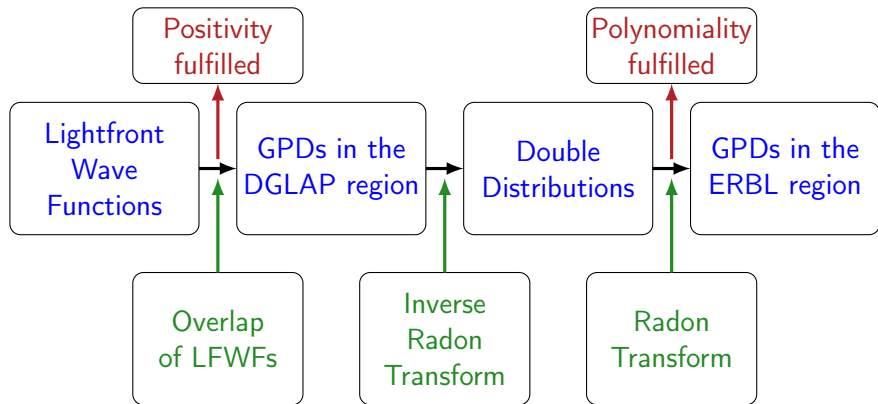 Positivity
fulfilled
Polynomiality
fulfilled
Lightfront
Wave
Functions
GPDs in the
DGLAP region
Double
Distributions
GPDs in the
ERBL region
Overlap
of LFWFs
Inverse
Radon
Transform
Radon
Transform